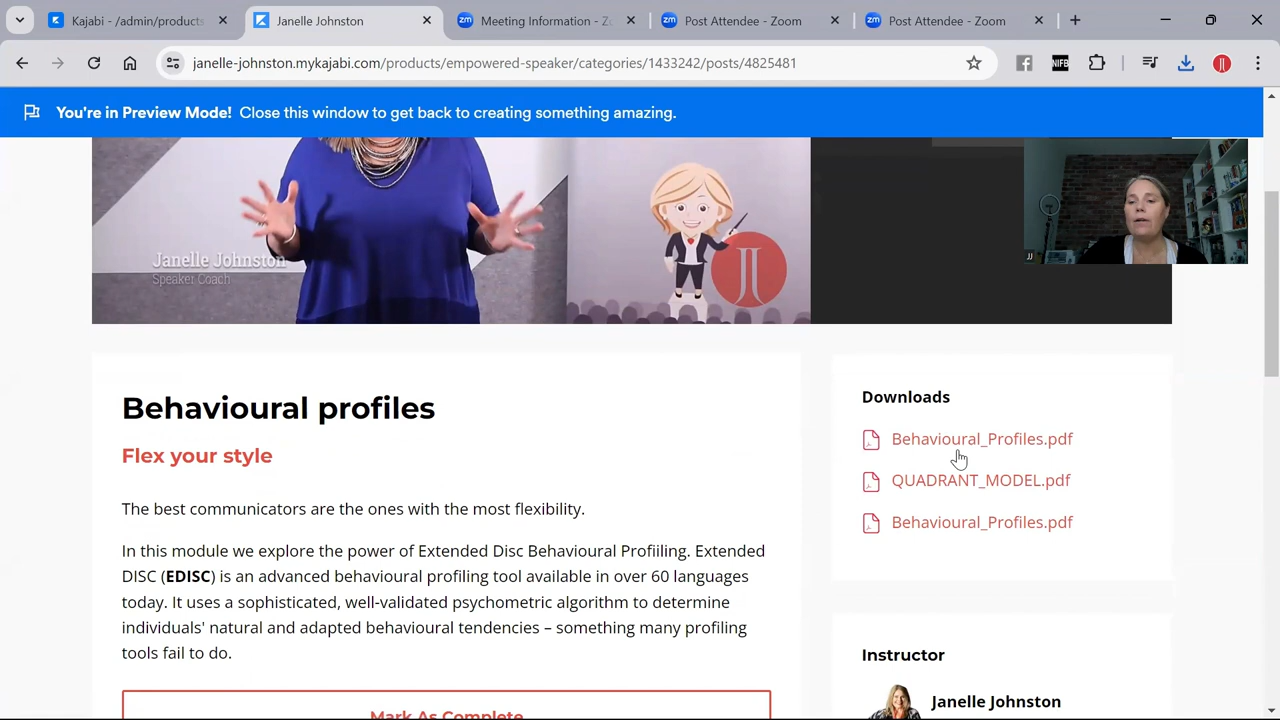 Kajabi - /admin/products
Janelle Johnston
Meeting Information - Z
Post Attendee - Zoom
Post Attendee - Zoom
janelle-johnston.mykajabi.com/products/empowered-speaker/categories/1433242/posts/4825481
NIFB
You're in Preview Mode! Close this window to get back to creating something amazing.
Janelle Johnston
Speaker Coach
JJ
Behavioural profiles
Flex your style
The best communicators are the ones with the most flexibility.
In this module we explore the power of Extended Disc Behavioural Profiiling. Extended
DISC (EDISC) is an advanced behavioural profiling tool available in over 60 languages
today. It uses a sophisticated, well-validated psychometric algorithm to determine
individuals' natural and adapted behavioural tendencies – something many profiling
tools fail to do.
Mark As Complete
Downloads
Behavioural_Profiles.pdf
QUADRANT_MODEL.pdf
Behavioural_Profiles.pdf
Instructor
Janelle Johnston